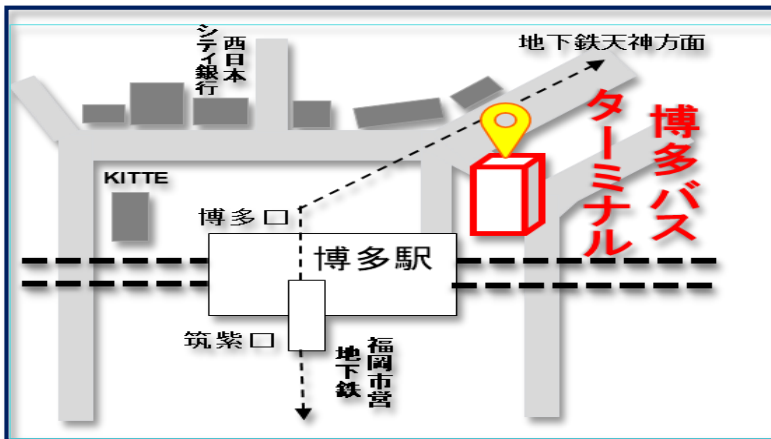 西日本
シティ銀行
地下鉄天神方面
博多バス
ターミナル
KITTE
博多口
博多駅
筑紫口
福岡市営
地下鉄